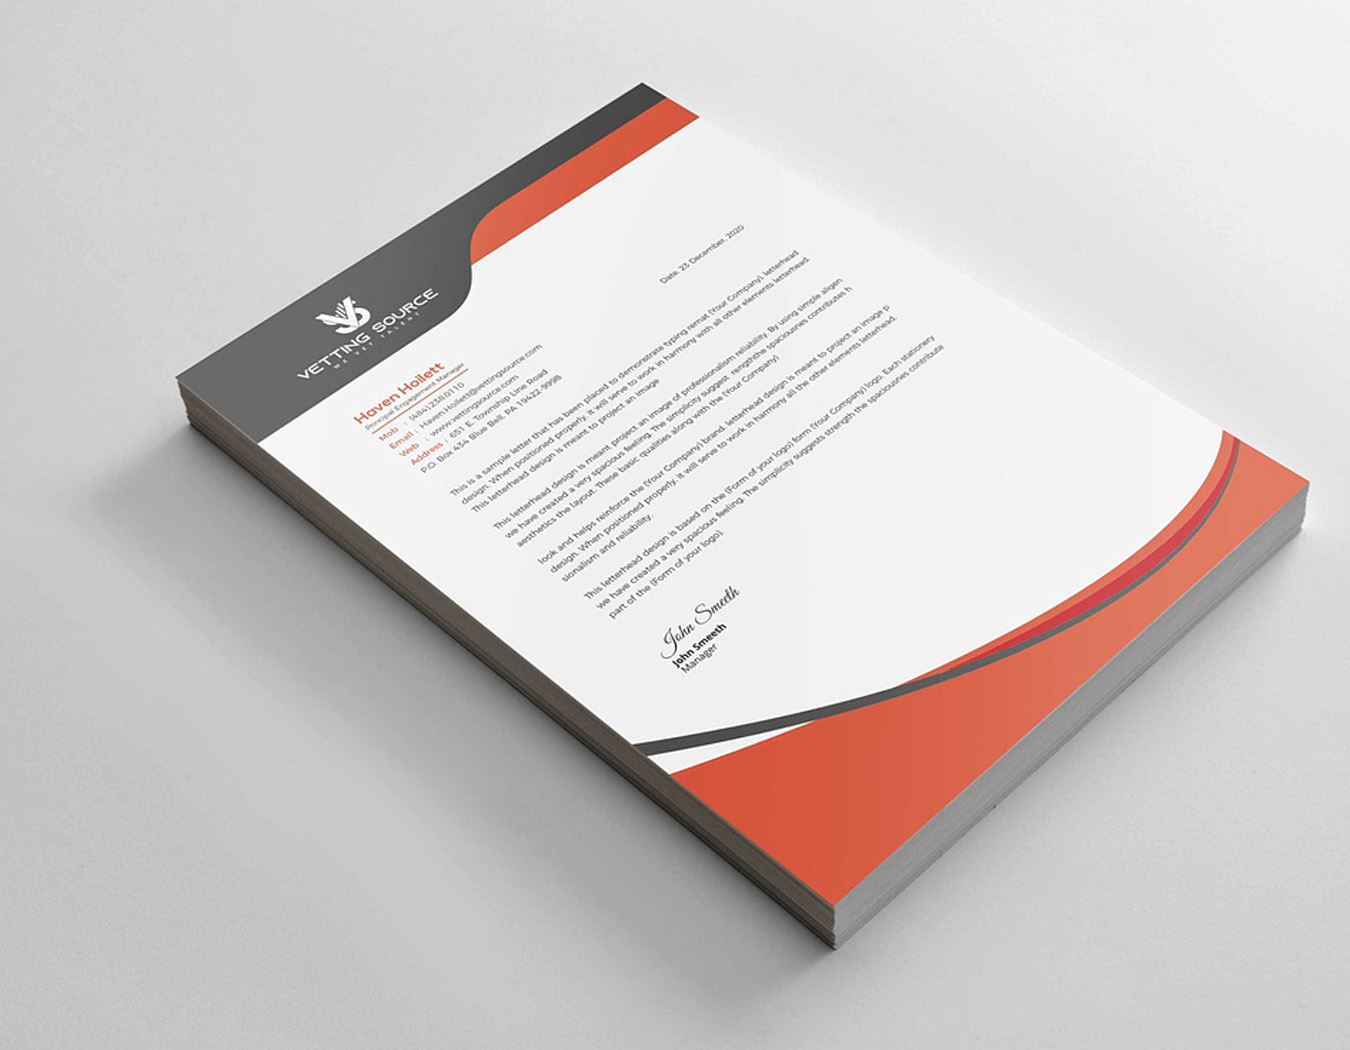 VETTING SOURCE
WE VET TALENT
Haven Hoilett
Principal Engagement Manager
Mob : (484).238.01 10
Email : Haven.Hoilett@vettingsource.com
Web : www.vettingsource.com
Address : 651 E. Township Line Road
P.O. Box 434 Blue Bell, PA 19422-9998
Date. 23 December, 2020
This is a sample letter that has been placed to demonstrate typing remat (Your Company). letterhead
design. When positioned properly, it will serve to work in harmony with all other elements letterhead.
This letterhead design is meant to project an image
This letterhead design is meant project an image of professionalism reliability. By using simple aligen
we have created a very spacious feeling. The simplicity suggest rengththe spaciousnes contributes h
aesthetics the layout. These basic qualities along with the (Your Company)
look and helps reinforce the (Your Company) brand. letterhead design is meant to project an image p
design. When positioned properly, it will serve to work in harmony all the other elements letterhead.
sionalism and reliability.
This letterhead design is based on the (Form of your logo) form (Your Company) logo. Each stationery
we have created a very spacious feeling. The simplicity suggests strength the spaciousnes contribute
part of the (Form of your logo).
John Smeeth
John Smeeth
Manager